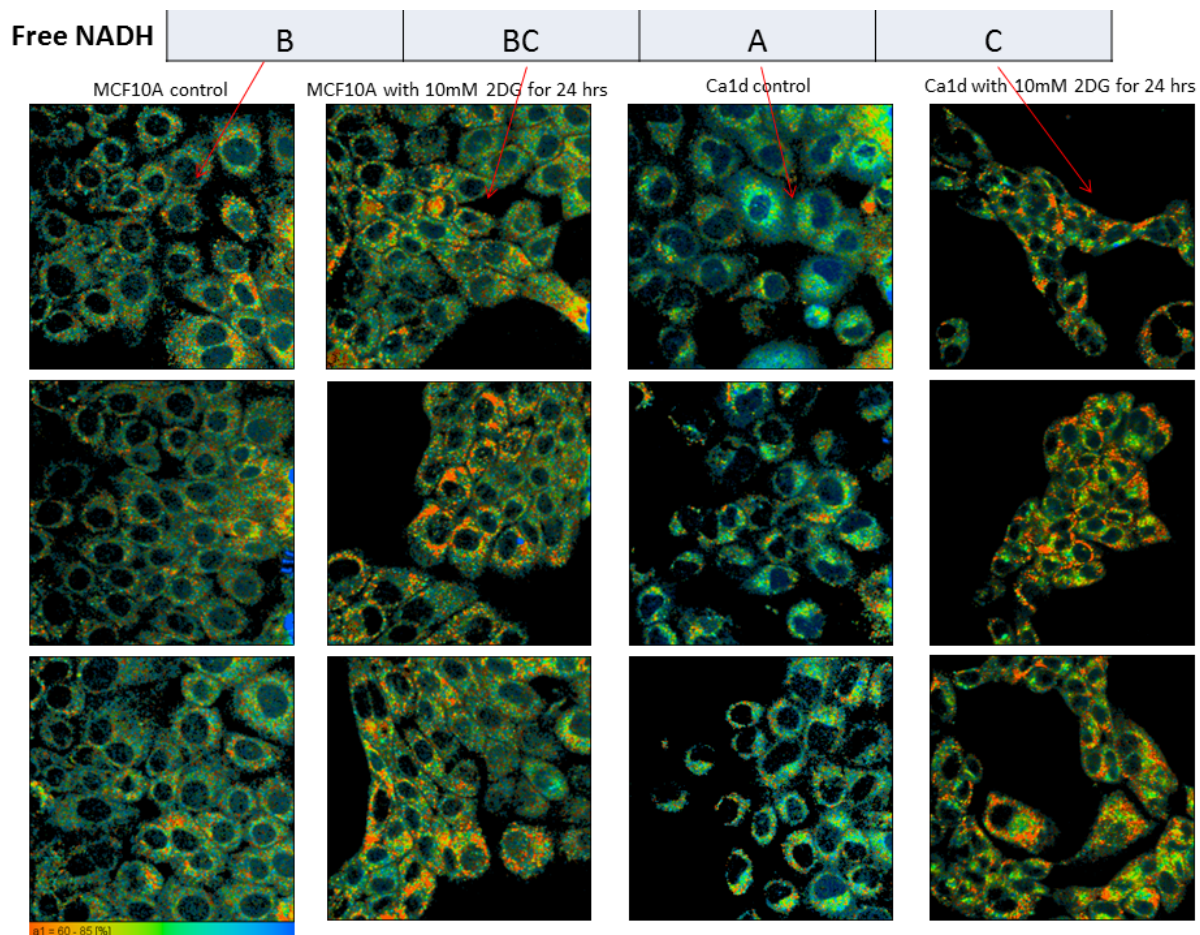 Free NADH B BC A C
MCF10A control MCF10A with 10mM 2DG for 24 hrs Ca1d control Ca1d with 10mM 2DG for 24 hrs
a1 = 60 - 85 [%]